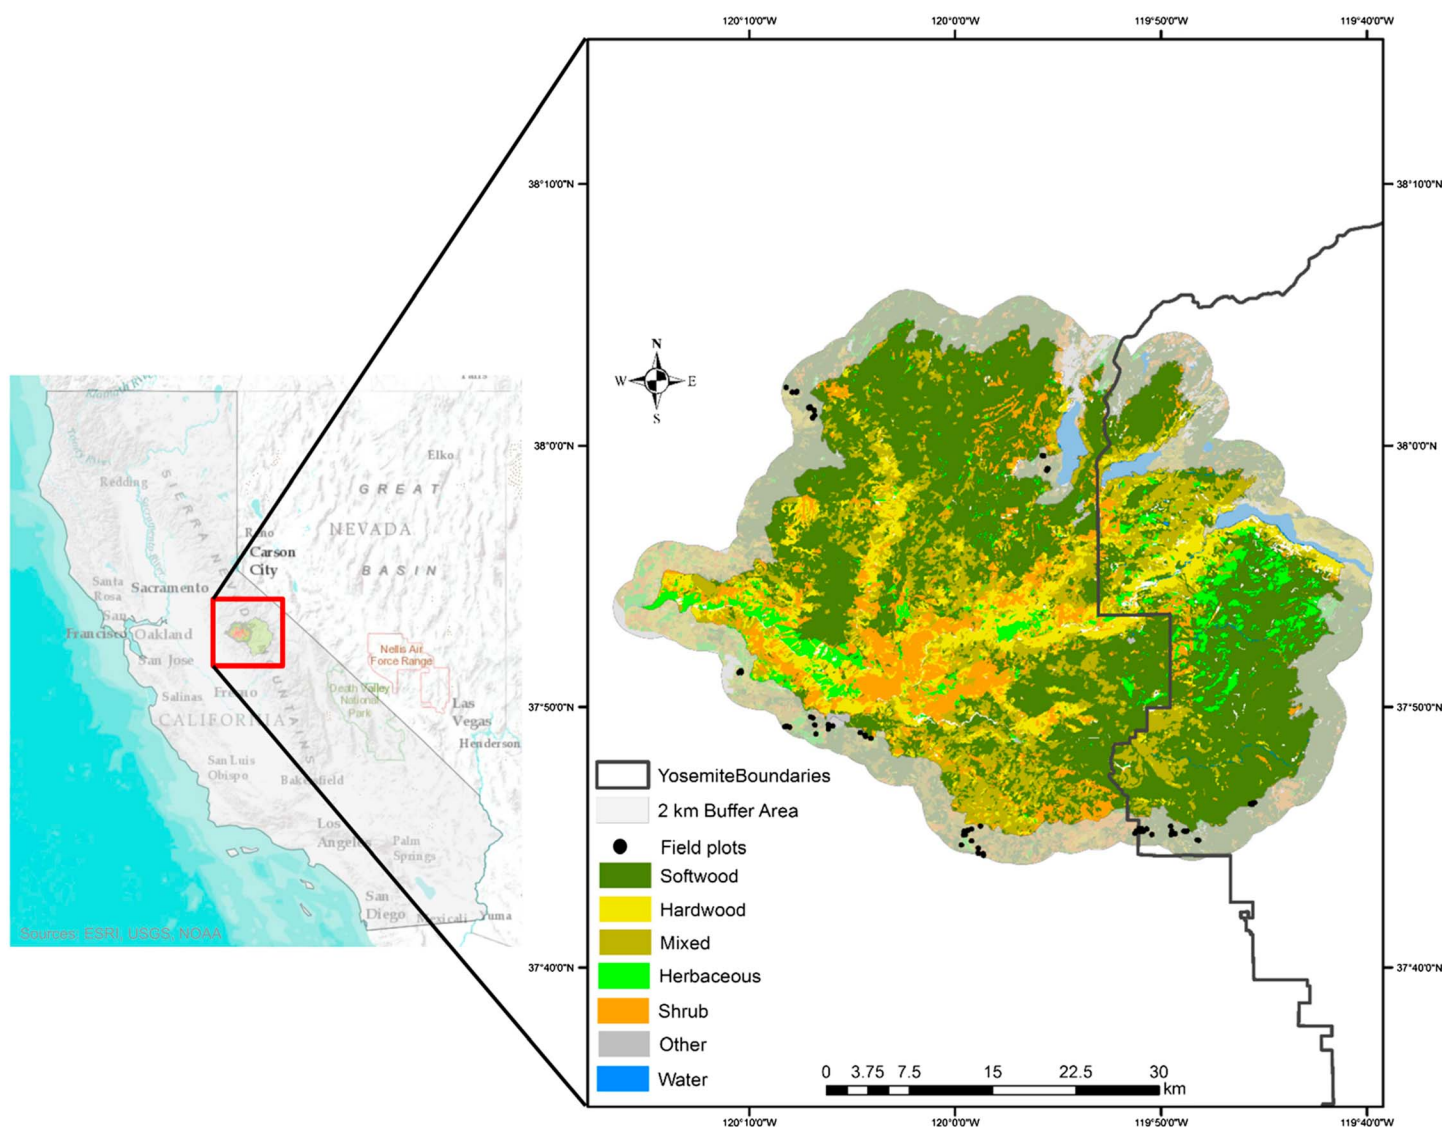 120°10'0"W 120°0'0"W 119°50'0"W 119°40'0"W
38°10'0"N 38°10'0"N
N
W E
S
38°0'0"N 38°0'0"N
37°50'0"N 37°50'0"N
37°40'0"N 37°40'0"N
YosemiteBoundaries
2 km Buffer Area
Field plots
Softwood
Hardwood
Mixed
Herbaceous
Shrub
Other
Water
0 3.75 7.5 15 22.5 30
km
120°10'0"W 120°0'0"W 119°50'0"W 119°40'0"W
Redding
Elko
GREAT
NEVADA
BASIN
Reno
Carson
City
SIERRA
Santa
Rosa
Sacramento
San
Francisco
Oakland
San Jose
Salinas
Fresno
CALIFORNIA
Nellis Air
Force Range
Death Valley
National
Park
Las
Vegas
Henderson
San Luis
Obispo
Bakersfield
Los
Angeles
Palm
Springs
San
Diego
Mexicali
Yuma
Sources: ESRI, USGS, NOAA